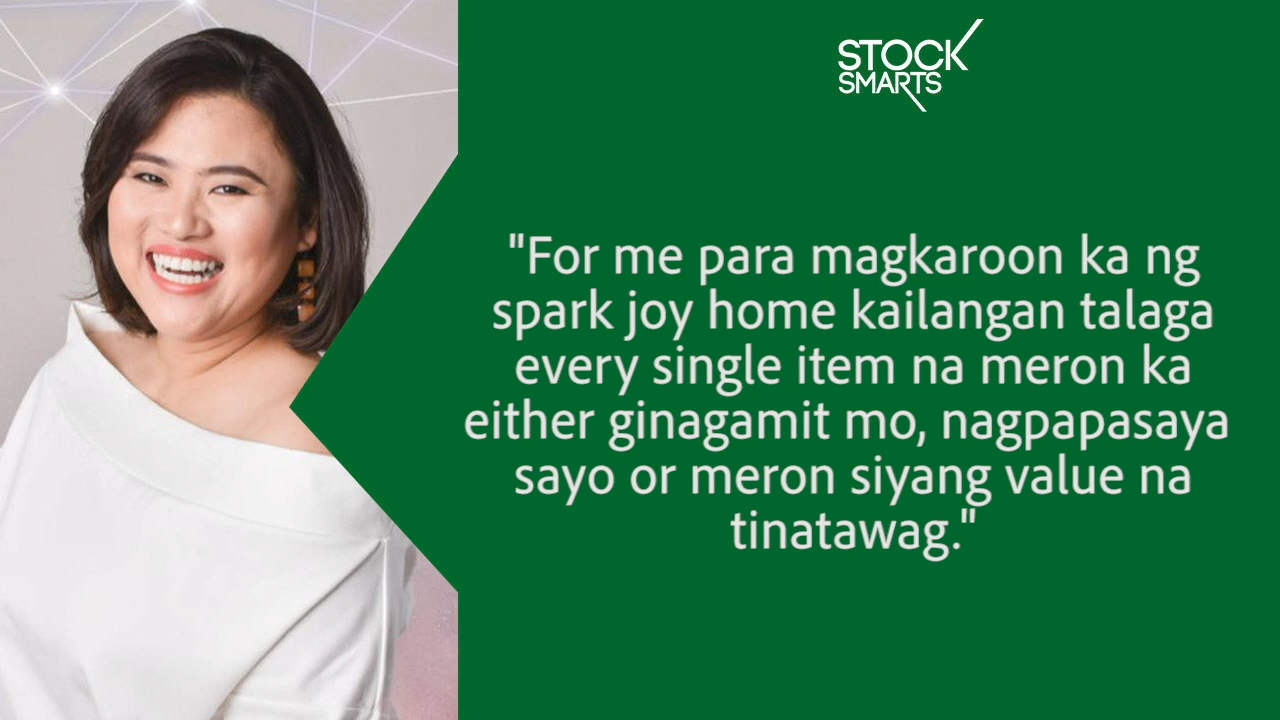 STOCK
SMARTS
"For me para magkaroon ka ng
spark joy home kailangan talaga
every single item na meron ka
either ginagamit mo, nagpapasaya
sayo or meron siyang value na
tinatawag."